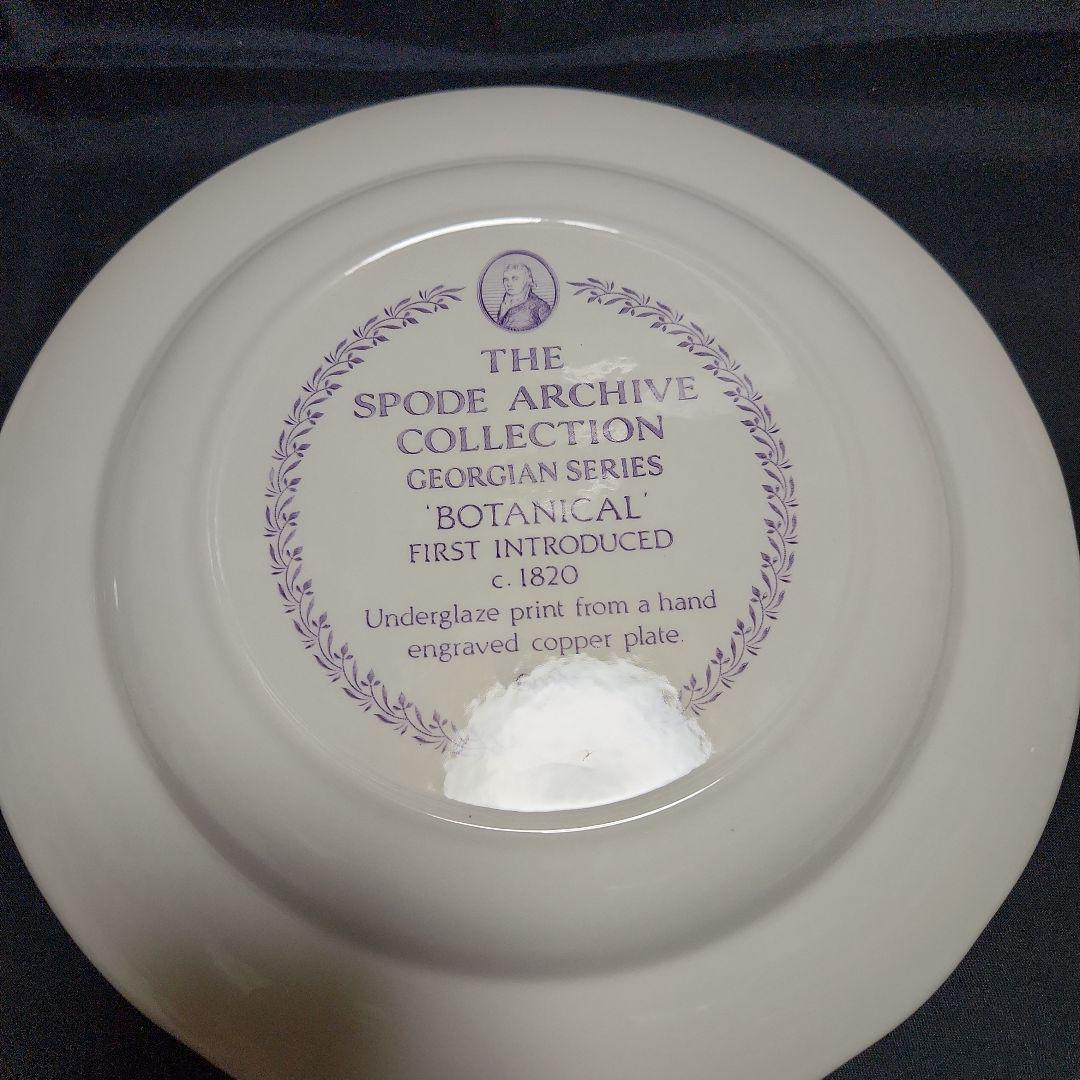 THE
SPODE ARCHIVE
COLLECTION
GEORGIAN SERIES
'BOTANICAL'
FIRST INTRODUCED
c. 1820
Underglaze print from a hand
engraved copper plate.